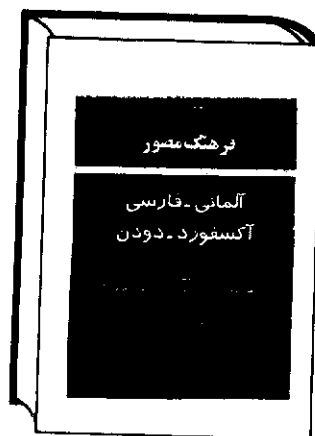 فرهنگ مصور
آلمانی - فارسی
آکسفورد - دودن